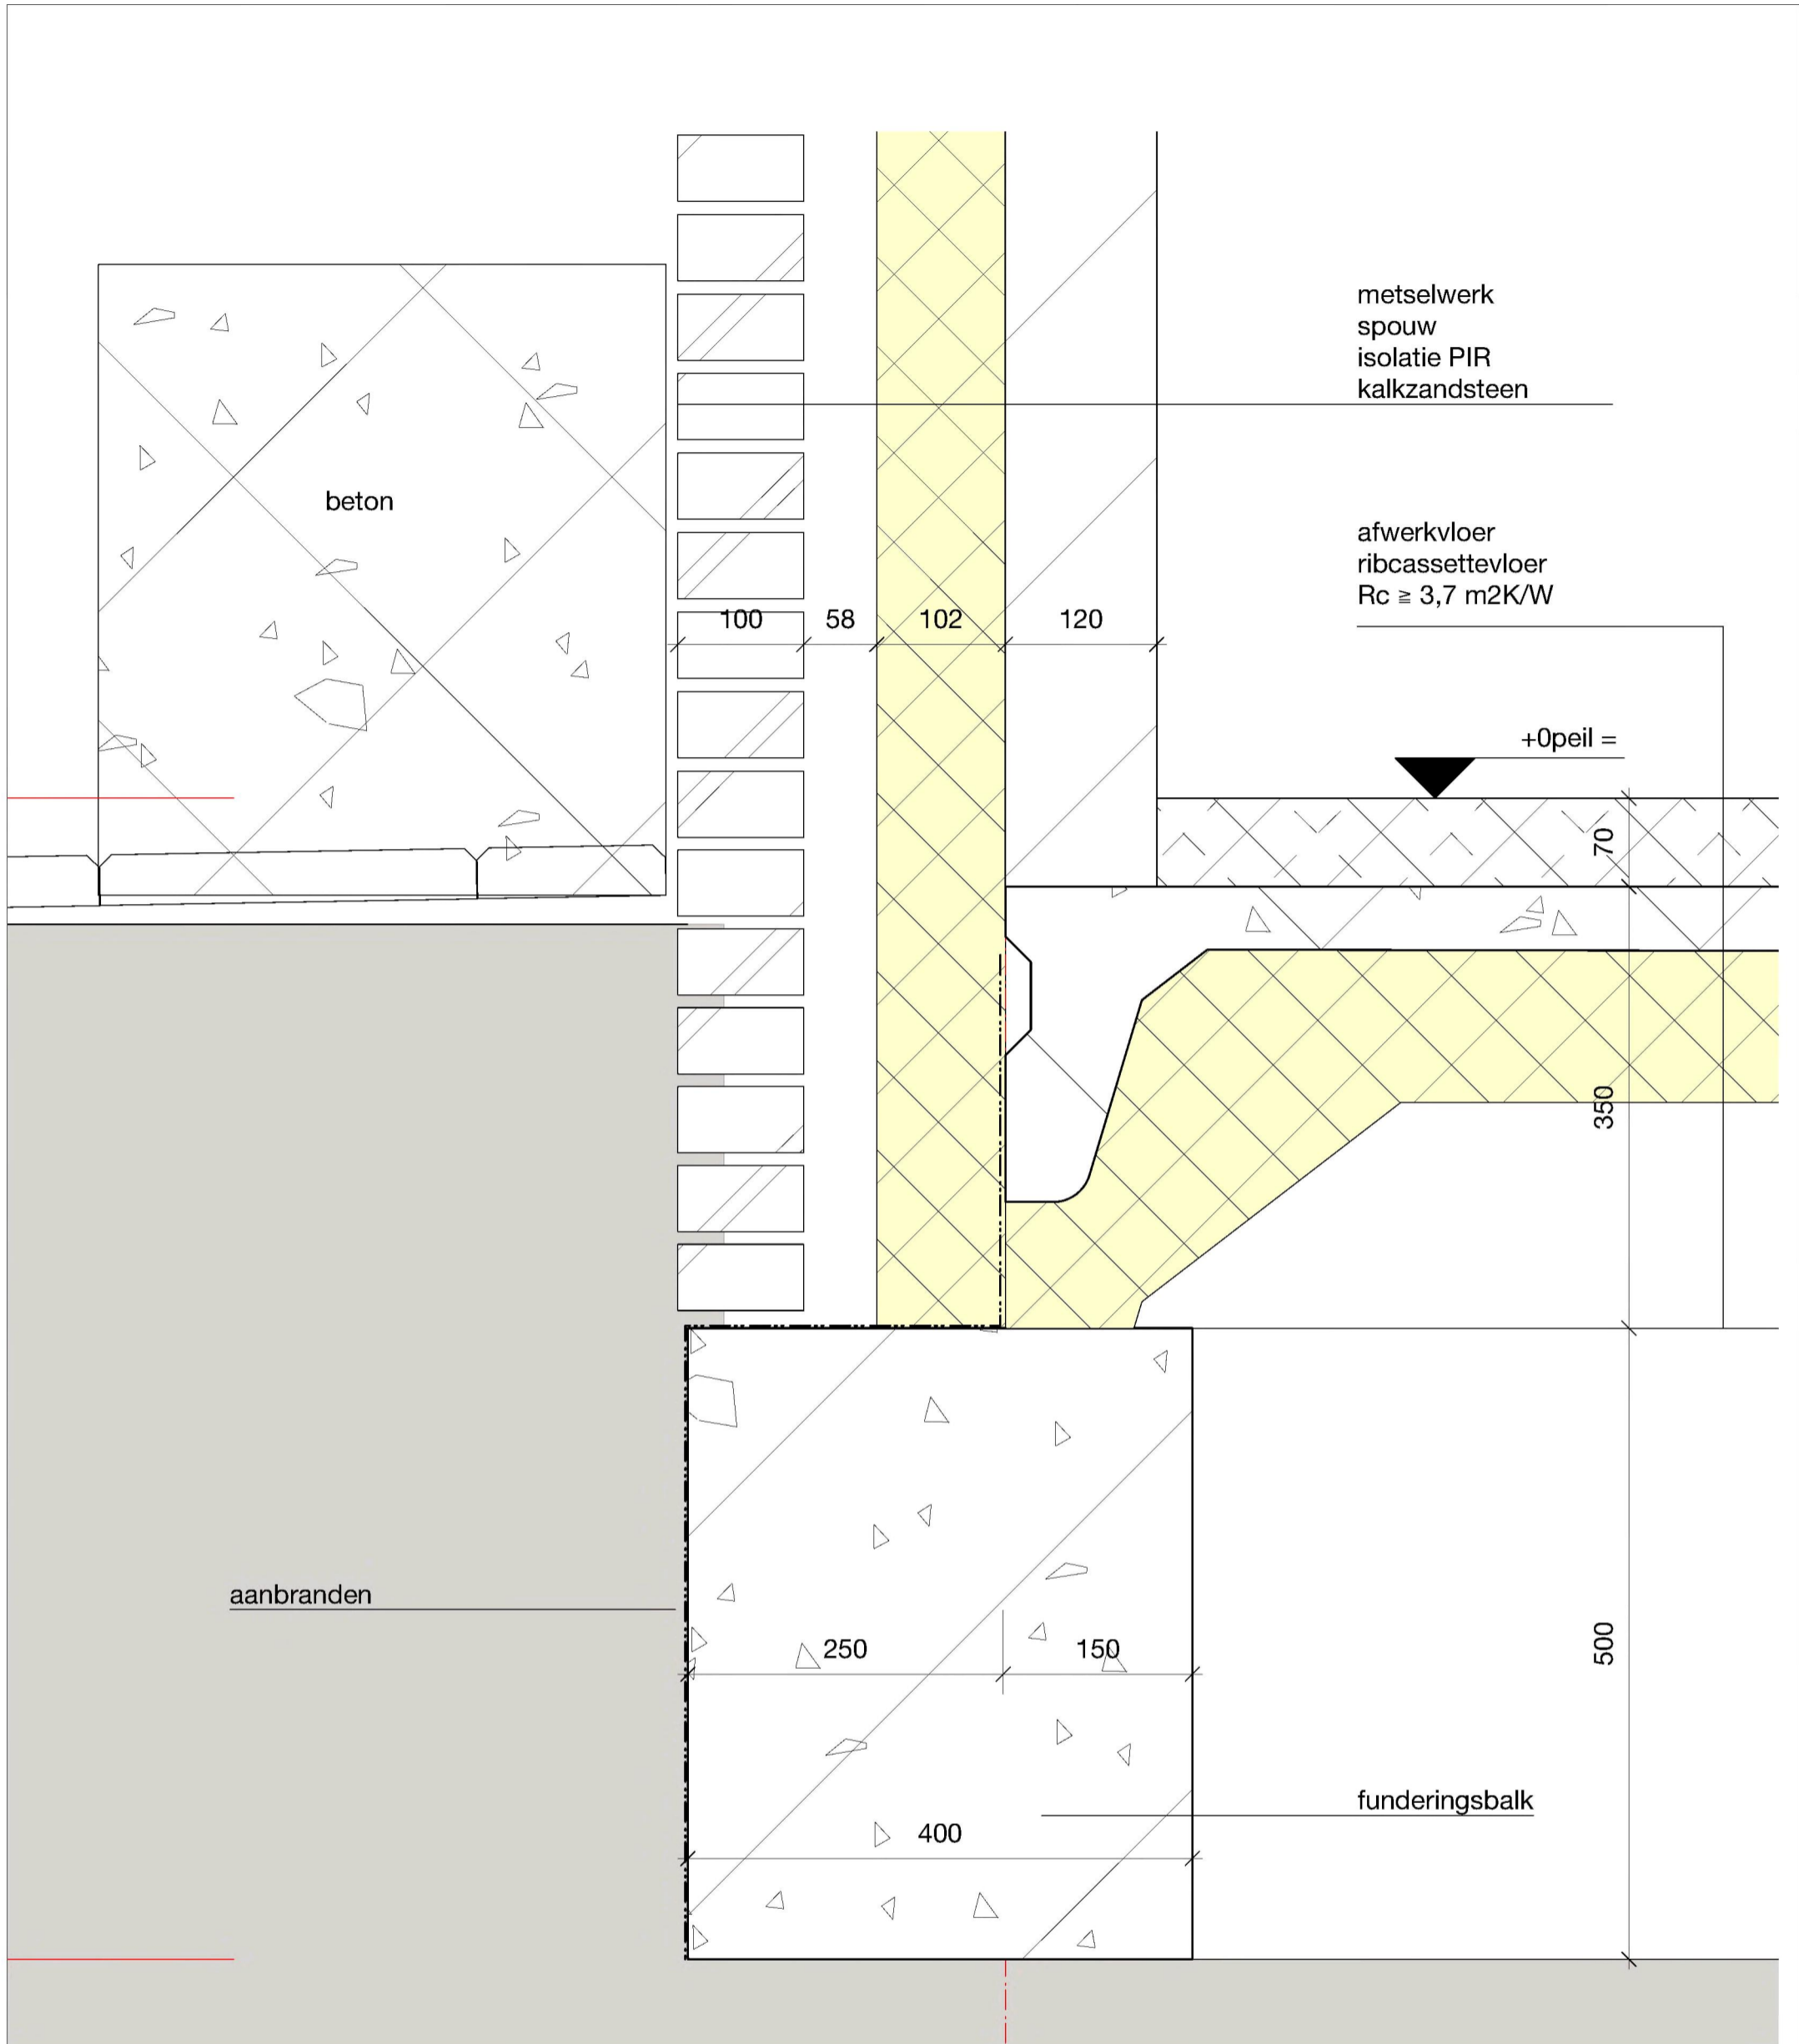 metselwerk
spouw
isolatie PIR
kalkzandsteen
beton
afwerkvloer
ribcassettevloer
Rc ≧ 3,7 m2K/W
100 58 102 120
+0peil =
70
350
aanbranden
250 150
500
funderingsbalk
400